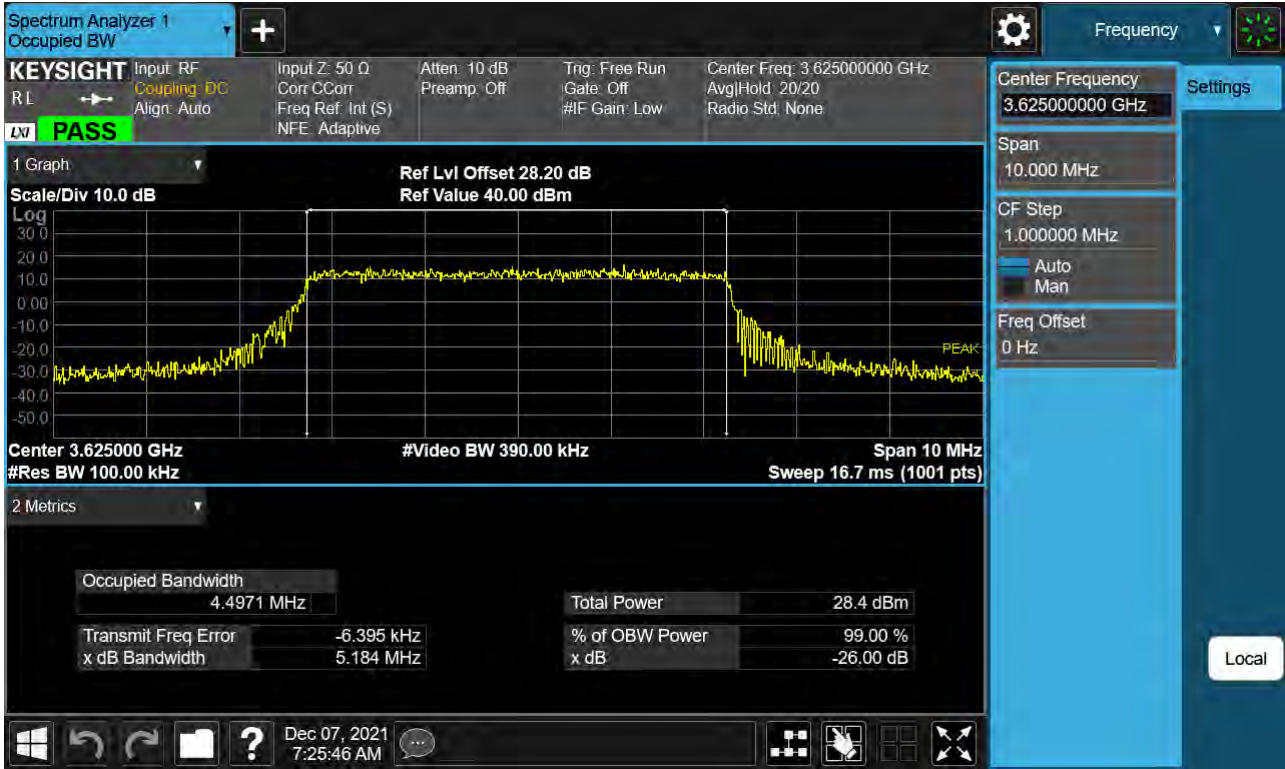 Spectrum Analyzer 1
Occupied BW
Frequency
KEYSIGHT
RL
LXI
PASS
Input: RF
Coupling: DC
Align: Auto
Input Z: 50 Ω
Corr CCorr
Freq Ref: Int (S)
NFE: Adaptive
Atten: 10 dB
Preamp: Off
Trig: Free Run
Gate: Off
#IF Gain: Low
Center Freq: 3.625000000 GHz
Avg|Hold: 20/20
Radio Std: None
1 Graph
Scale/Div 10.0 dB
Ref Lvl Offset 28.20 dB
Ref Value 40.00 dBm
Log
30.0
20.0
10.0
0.00
-10.0
-20.0
-30.0
-40.0
-50.0
PEAK
Center 3.625000 GHz
#Video BW 390.00 kHz
Span 10 MHz
#Res BW 100.00 kHz
Sweep 16.7 ms (1001 pts)
2 Metrics
Occupied Bandwidth
4.4971 MHz
Transmit Freq Error -6.395 kHz
x dB Bandwidth 5.184 MHz
Total Power 28.4 dBm
% of OBW Power 99.00 %
x dB -26.00 dB
Center Frequency
3.625000000 GHz
Span
10.000 MHz
CF Step
1.000000 MHz
Auto
Man
Freq Offset
0 Hz
Settings
Local
?
Dec 07, 2021
7:25:46 AM